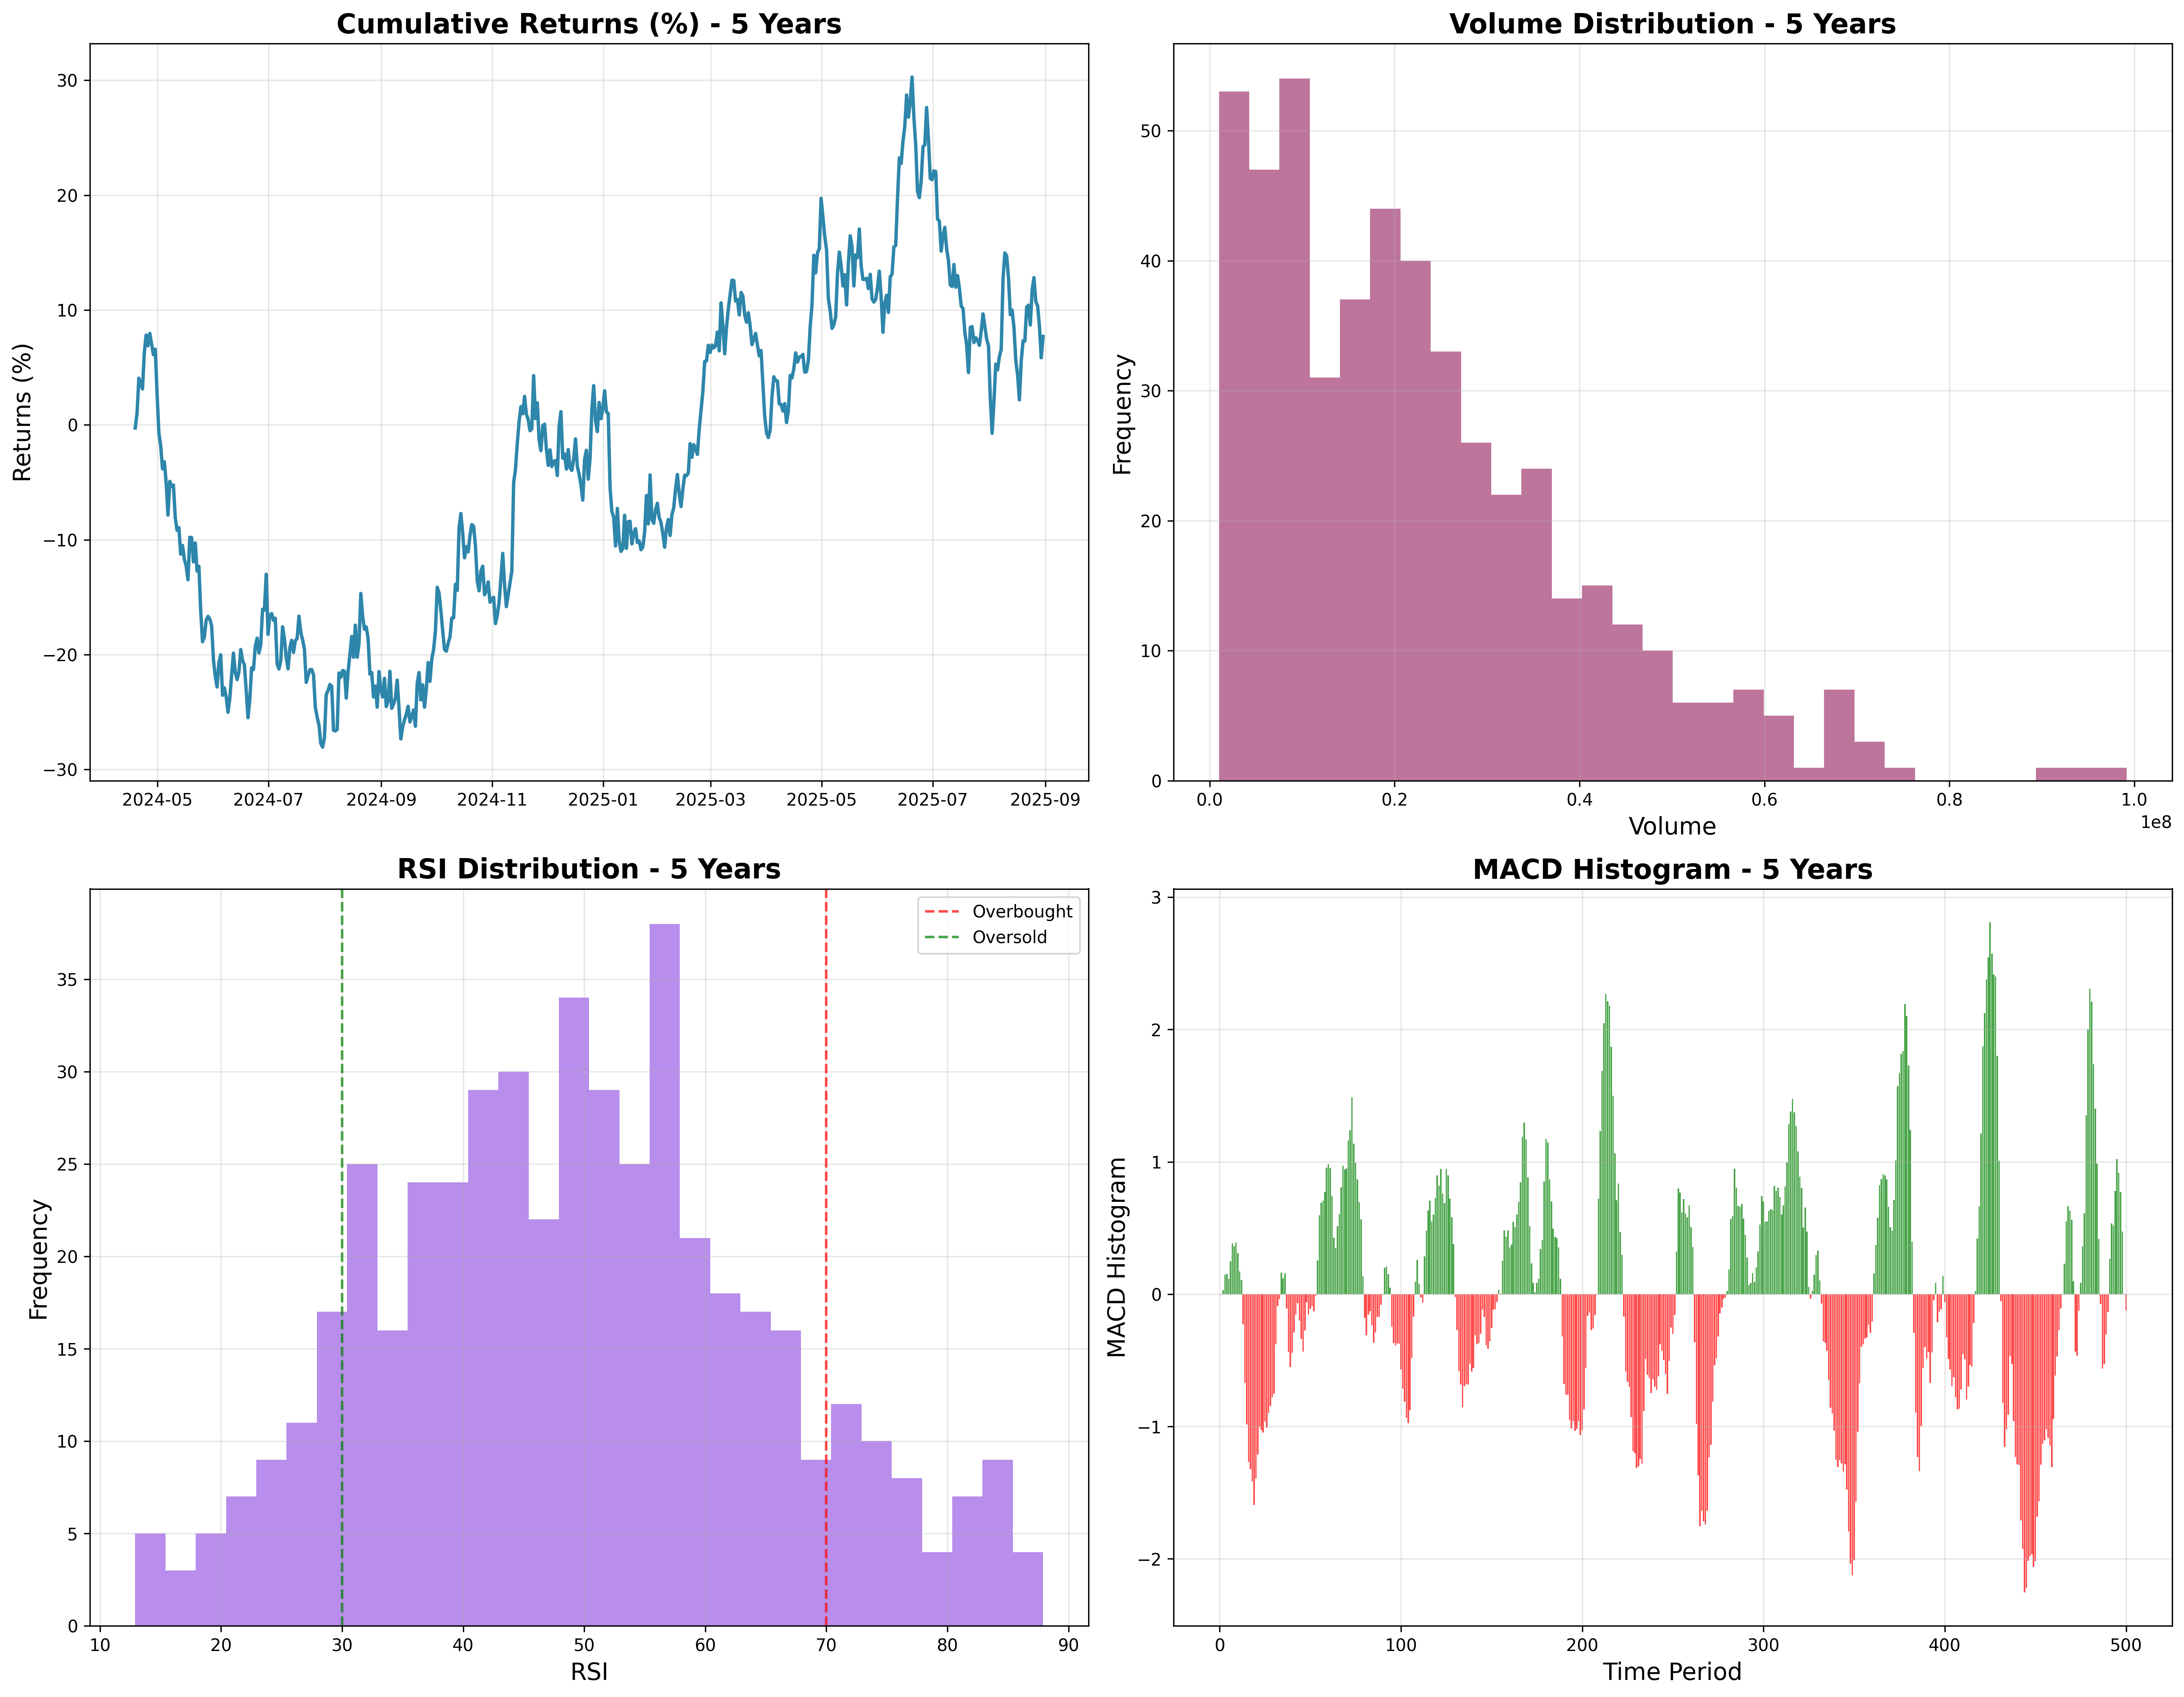 Cumulative Returns (%) - 5 Years
Returns (%)
30
20
10
0
−10
−20
−30
2024-05 2024-07 2024-09 2024-11 2025-01 2025-03 2025-05 2025-07 2025-09
Volume Distribution - 5 Years
Frequency
50
40
30
20
10
0
0.0 0.2 0.4 0.6 0.8 1.0
1e8
Volume
RSI Distribution - 5 Years
Overbought
Oversold
Frequency
35
30
25
20
15
10
5
0
10 20 30 40 50 60 70 80 90
RSI
MACD Histogram - 5 Years
MACD Histogram
3
2
1
0
−1
−2
0 100 200 300 400 500
Time Period